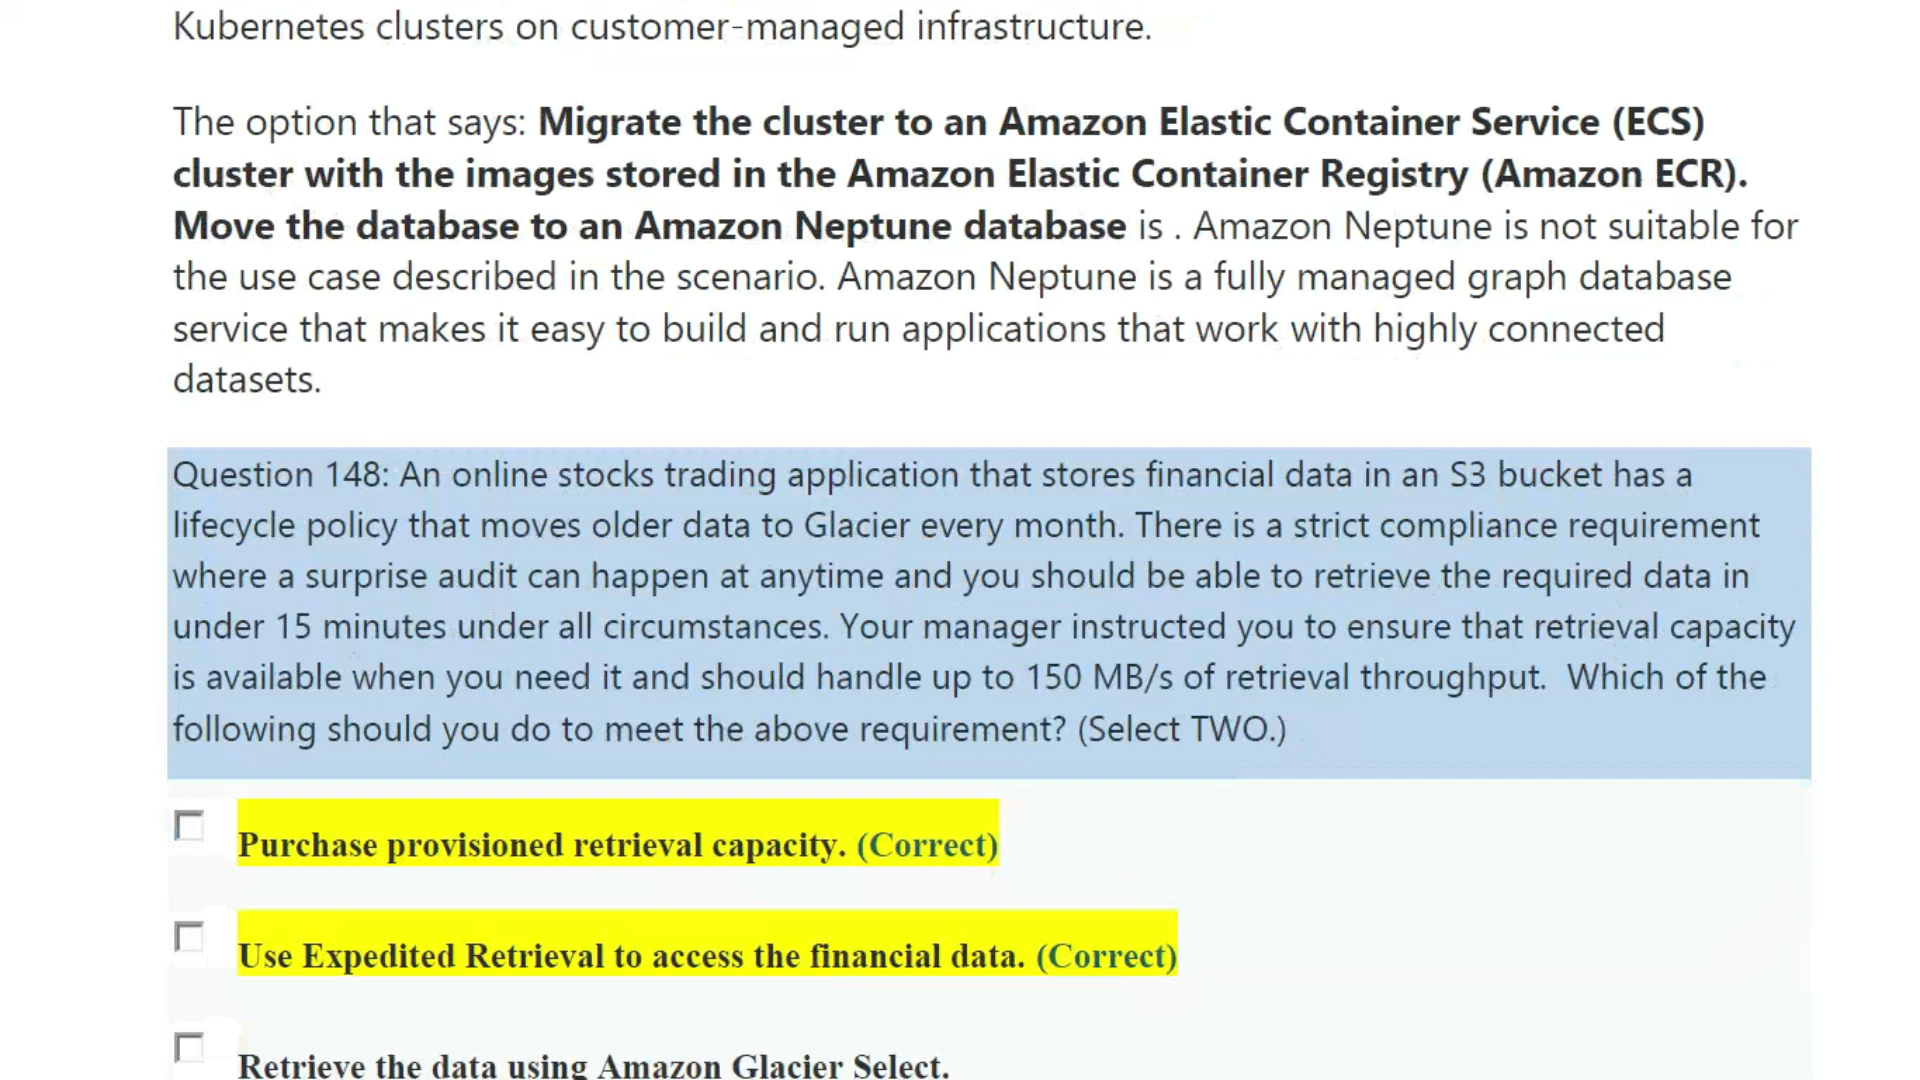 Kubernetes clusters on customer-managed infrastructure.
The option that says: Migrate the cluster to an Amazon Elastic Container Service (ECS)
cluster with the images stored in the Amazon Elastic Container Registry (Amazon ECR).
Move the database to an Amazon Neptune database is . Amazon Neptune is not suitable for
the use case described in the scenario. Amazon Neptune is a fully managed graph database
service that makes it easy to build and run applications that work with highly connected
datasets.
Question 148: An online stocks trading application that stores financial data in an S3 bucket has a
lifecycle policy that moves older data to Glacier every month. There is a strict compliance requirement
where a surprise audit can happen at anytime and you should be able to retrieve the required data in
under 15 minutes under all circumstances. Your manager instructed you to ensure that retrieval capacity
is available when you need it and should handle up to 150 MB/s of retrieval throughput.  Which of the
following should you do to meet the above requirement? (Select TWO.)
Purchase provisioned retrieval capacity. (Correct)
Use Expedited Retrieval to access the financial data. (Correct)
Retrieve the data using Amazon Glacier Select.